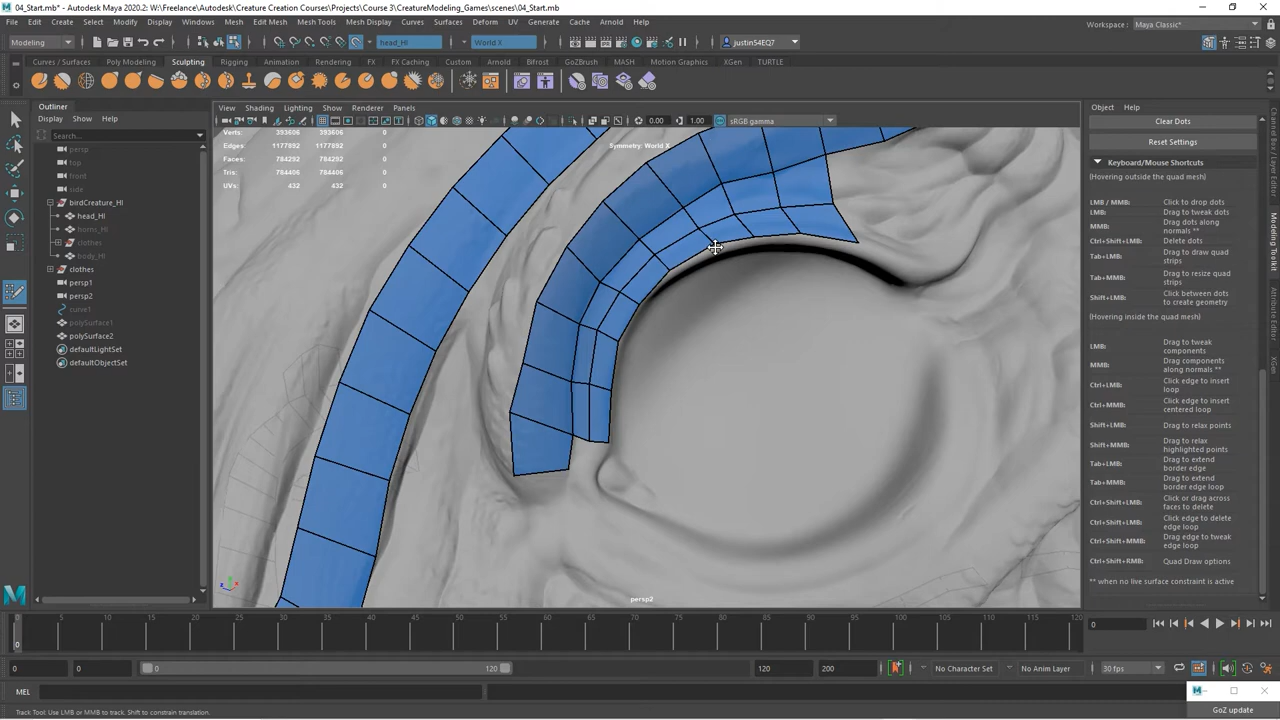 04_Start.mb* - Autodesk Maya 2020.2: W:\Freelance\Creature Creation Courses\Projects\Course 3\CreatureModeling_Games\scenes\04_Start.mb
File Edit Create Select Modify Display Windows Mesh Edit Mesh Mesh Tools Mesh Display Curves Surfaces Deform UV Generate Cache Arnold Help
Workspace : Maya Classic*
Modeling head_HI World X justin54EQ7
Curves / Surfaces Poly Modeling Sculpting Rigging Animation Rendering FX FX Caching Custom Arnold Bifrost GoZBrush MASH Motion Graphics XGen TURTLE
Outliner
Display Show Help
Search...
persp
top
front
side
birdCreature_HI
head_HI
horns_HI
clothes
body_HI
clothes
persp1
persp2
curve1
polySurface1
polySurface2
defaultLightSet
defaultObjectSet
View Shading Lighting Show Renderer Panels
0.00 1.00 sRGB gamma
Verts: 393606 393606 0
Edges: 1177892 1177892 0
Faces: 784292 784292 0
Tris: 784406 784406 0
UVs: 432 432 0
Symmetry: World X
persp2
Object Help
Clear Dots
Reset Settings
Keyboard/Mouse Shortcuts
(Hovering outside the quad mesh)
LMB / MMB: Click to drop dots
LMB: Drag to tweak dots
MMB: Drag dots along
normals **
Ctrl+Shift+LMB: Delete dots
Tab+LMB: Drag to draw quad
strips
Tab+MMB: Drag to resize quad
strips
Shift+LMB: Click between dots
to create geometry
(Hovering inside the quad mesh)
LMB: Drag to tweak
components
MMB: Drag components
along normals **
Ctrl+LMB: Click edge to insert
loop
Ctrl+MMB: Click edge to insert
centered loop
Shift+LMB: Drag to relax points
Shift+MMB: Drag to relax
highlighted points
Tab+LMB: Drag to extend
border edge
Tab+MMB: Drag to extend
border edge loop
Ctrl+Shift+LMB: Click or drag across
faces to delete
Ctrl+Shift+LMB: Click edge to delete
edge loop
Ctrl+Shift+MMB: Drag edge to tweak
edge loop
Ctrl+Shift+RMB: Quad Draw options
** when no live surface constraint is active
Channel Box / Layer Editor
Attribute Editor
Modeling Toolkit
XGen
0 5 10 15 20 25 30 35 40 45 50 55 60 65 70 75 80 85 90 95 100 105 110 115 120
0
0
0 0 0 120 120 200 No Character Set No Anim Layer 30 fps
MEL
Track Tool: Use LMB or MMB to track. Shift to constrain translation.
GoZ update